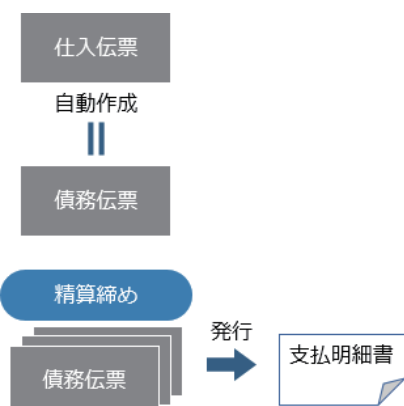 仕入伝票
自動作成
債務伝票
精算締め
発行
支払明細書
債務伝票